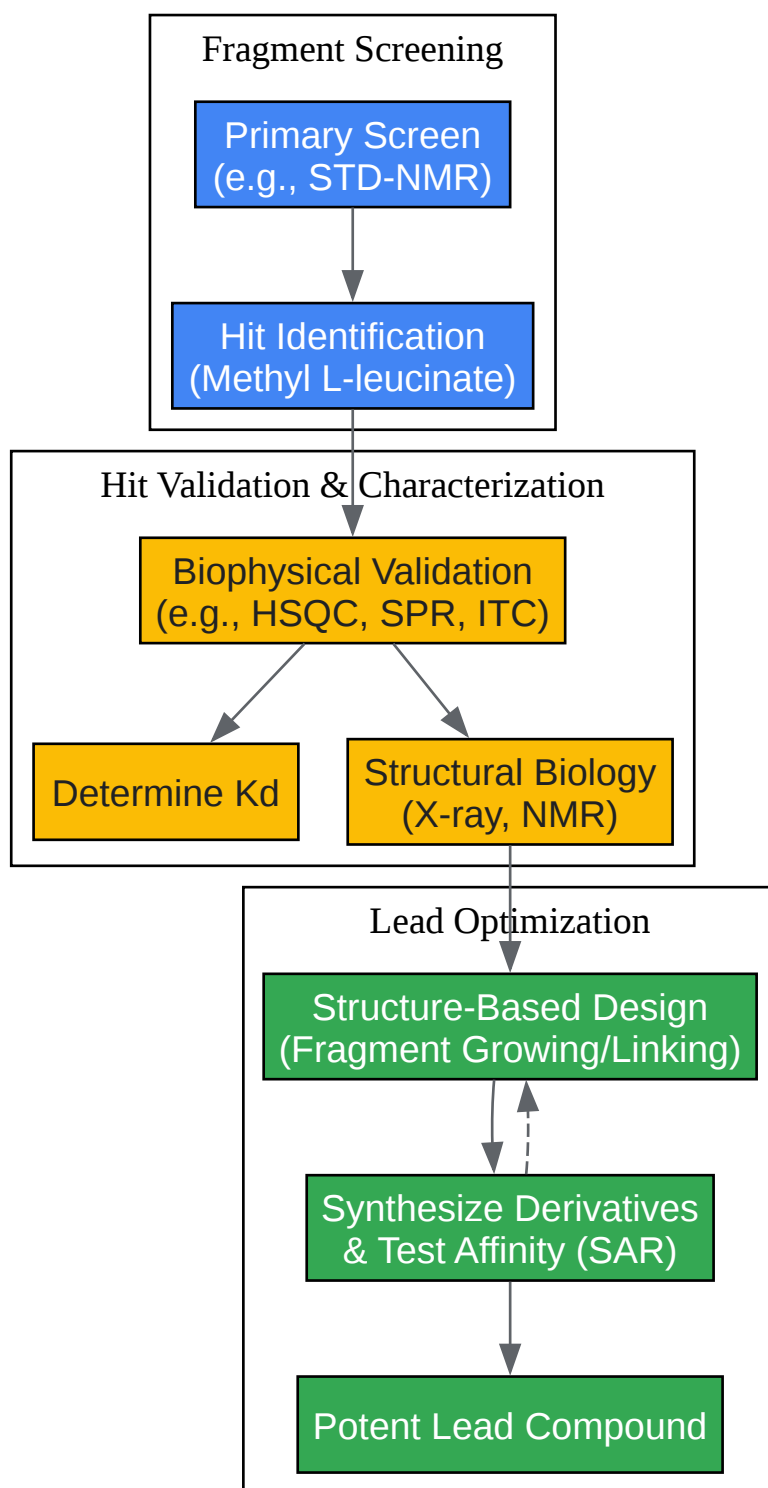 Fragment Screening
Primary Screen
(e.g., STD-NMR)
Hit Identification
(Methyl L-leucinate)
Hit Validation & Characterization
Biophysical Validation
(e.g., HSQC, SPR, ITC)
Determine Kd
Structural Biology
(X-ray, NMR)
Lead Optimization
Structure-Based Design
(Fragment Growing/Linking)
Synthesize Derivatives
& Test Affinity (SAR)
Potent Lead Compound